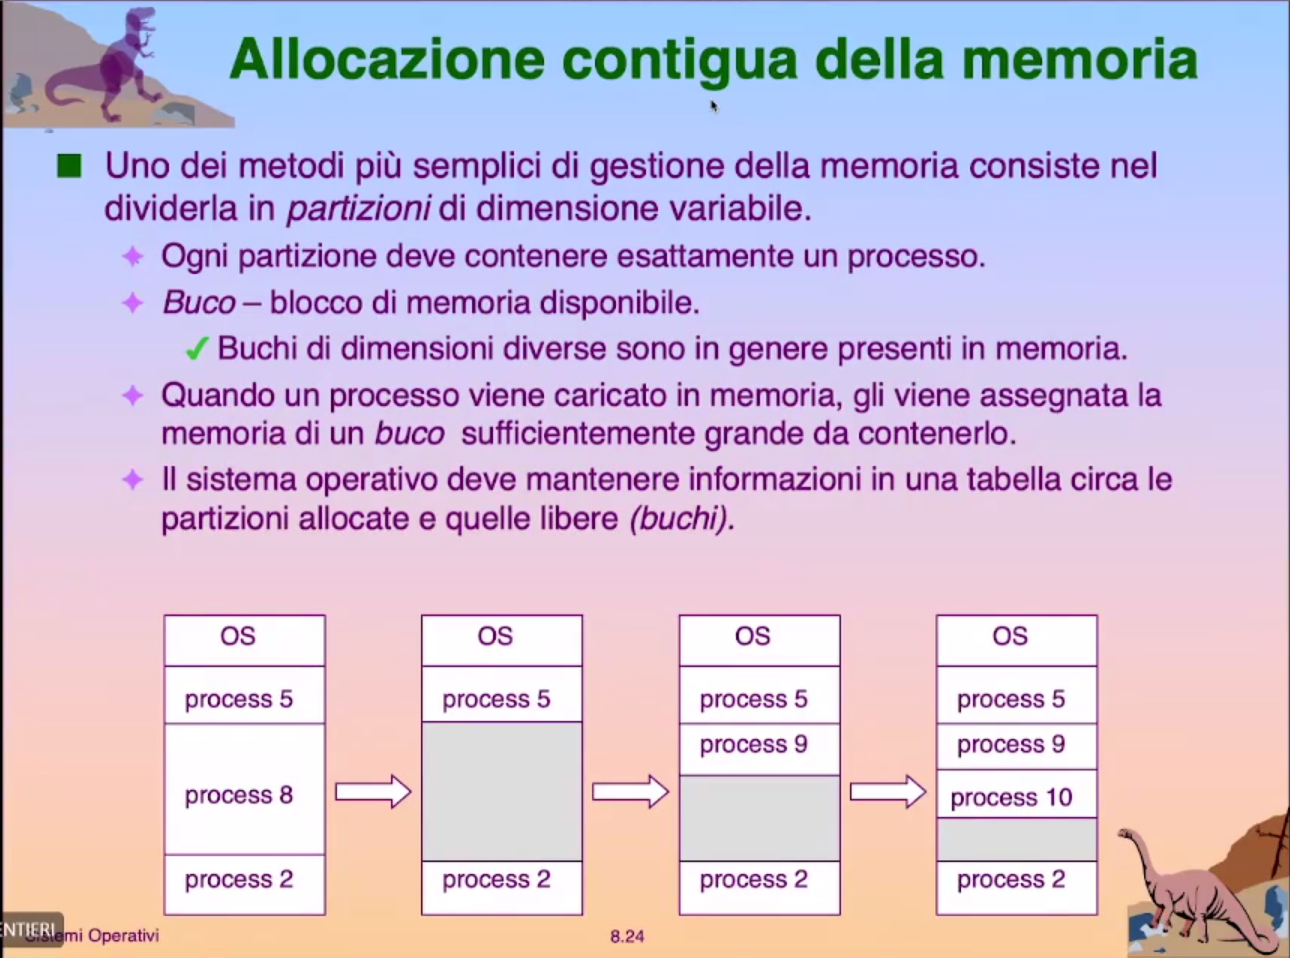 Allocazione contigua della memoria
Uno dei metodi più semplici di gestione della memoria consiste nel
dividerla in partizioni di dimensione variabile.
Ogni partizione deve contenere esattamente un processo.
Buco – blocco di memoria disponibile.
Buchi di dimensioni diverse sono in genere presenti in memoria.
Quando un processo viene caricato in memoria, gli viene assegnata la
memoria di un buco sufficientemente grande da contenerlo.
Il sistema operativo deve mantenere informazioni in una tabella circa le
partizioni allocate e quelle libere (buchi).
OS
process 5
process 8
process 2
OS
process 5
process 2
OS
process 5
process 9
process 2
OS
process 5
process 9
process 10
process 2
ENTIERI
Sistemi Operativi
8.24